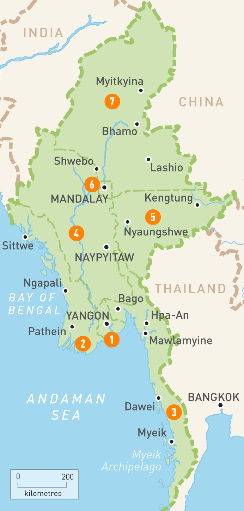 INDIA
Myitkyina
7
CHINA
Bhamo
Shwebo
Lashio
6
MANDALAY
Kengtung
5
4
Nyaungshwe
Sittwe
NAYPYITAW
Ngapali
THAILAND
BAY OF
BENGAL
Bago
YANGON
Hpa-An
Pathein
1
2
Mawlamyine
ANDAMAN
SEA
Dawei
3
BANGKOK
Myeik
Myeik
Archipelago
0 200
kilometres